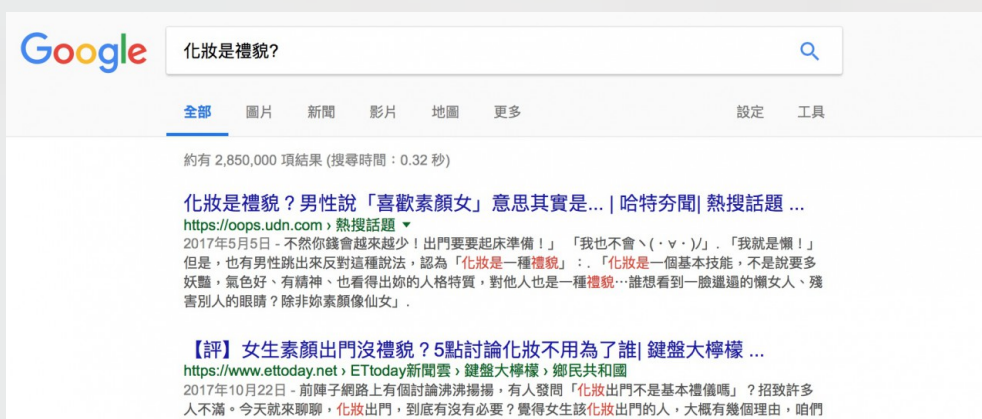 Google
化妝是禮貌?
全部 圖片 新聞 影片 地圖 更多 設定 工具
約有 2,850,000 項結果 (搜尋時間：0.32 秒)
化妝是禮貌？男性說「喜歡素顏女」意思其實是... | 哈特夯聞| 熱搜話題 ...
https://oops.udn.com › 熱搜話題 ▼
2017年5月5日 - 不然你錢會越來越少！出門要要起床準備！」 「我也不會ヽ(・∀・)ﾉ」.「我就是懶！」
但是，也有男性跳出來反對這種說法，認為「化妝是一種禮貌」：.「化妝是一個基本技能，不是說要多
妖豔，氣色好、有精神、也看得出妳的人格特質，對他人也是一種禮貌…誰想看到一臉邋遢的懶女人、殘
害別人的眼睛？除非妳素顏像仙女」.
【評】女生素顏出門沒禮貌？5點討論化妝不用為了誰| 鍵盤大檸檬 ...
https://www.ettoday.net › ETtoday新聞雲 › 鍵盤大檸檬 › 鄉民共和國
2017年10月22日 - 前陣子網路上有個討論沸沸揚揚，有人發問「化妝出門不是基本禮儀嗎」？招致許多
人不滿。今天就來聊聊，化妝出門，到底有沒有必要？覺得女生該化妝出門的人，大概有幾個理由，咱們